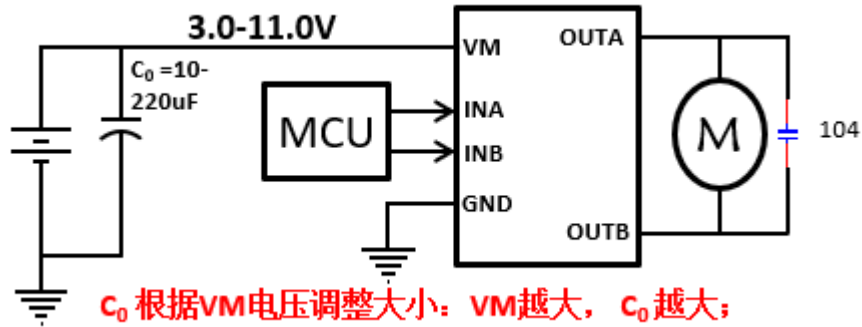 3.0-11.0V
C₀ =10-
220uF
VM
OUTA
INA
MCU
INB
M
104
GND
OUTB
C₀ 根据VM电压调整大小：VM越大， C₀ 越大；